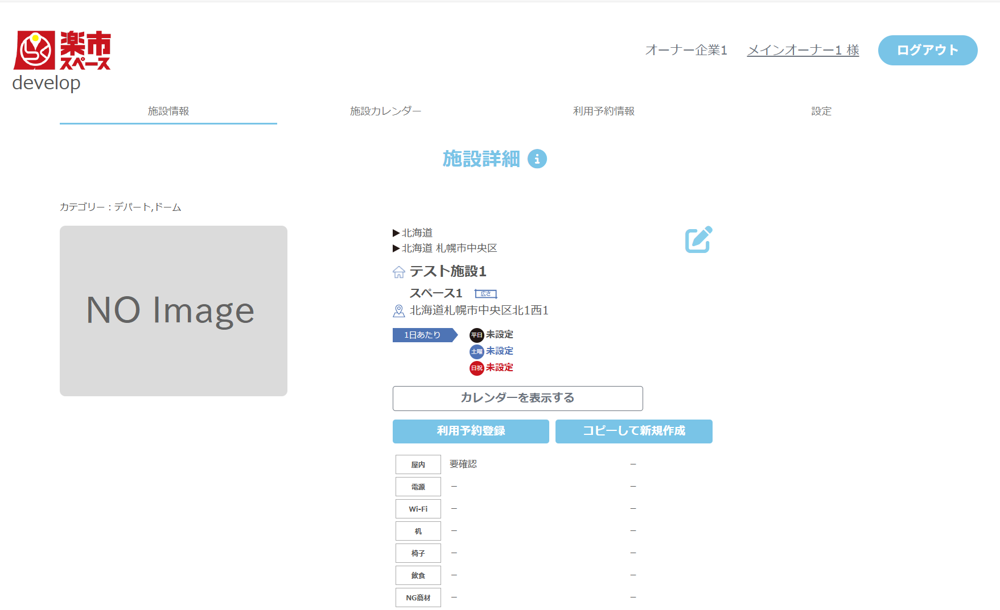 楽市
スペース
develop
オーナー企業1 メインオーナー1 様 ログアウト
施設情報 施設カレンダー 利用予約情報 設定
施設詳細
カテゴリー : デパート,ドーム
NO Image
▶北海道
▶北海道 札幌市中央区
テスト施設1
スペース1 広さ
北海道札幌市中央区北1西1
1日あたり 平日 未設定
土曜 未設定
日祝 未設定
カレンダーを表示する
利用予約登録 コピーして新規作成
屋内 要確認 –
電源 – –
Wi-Fi – –
机 – –
椅子 – –
飲食 – –
NG商材 – –